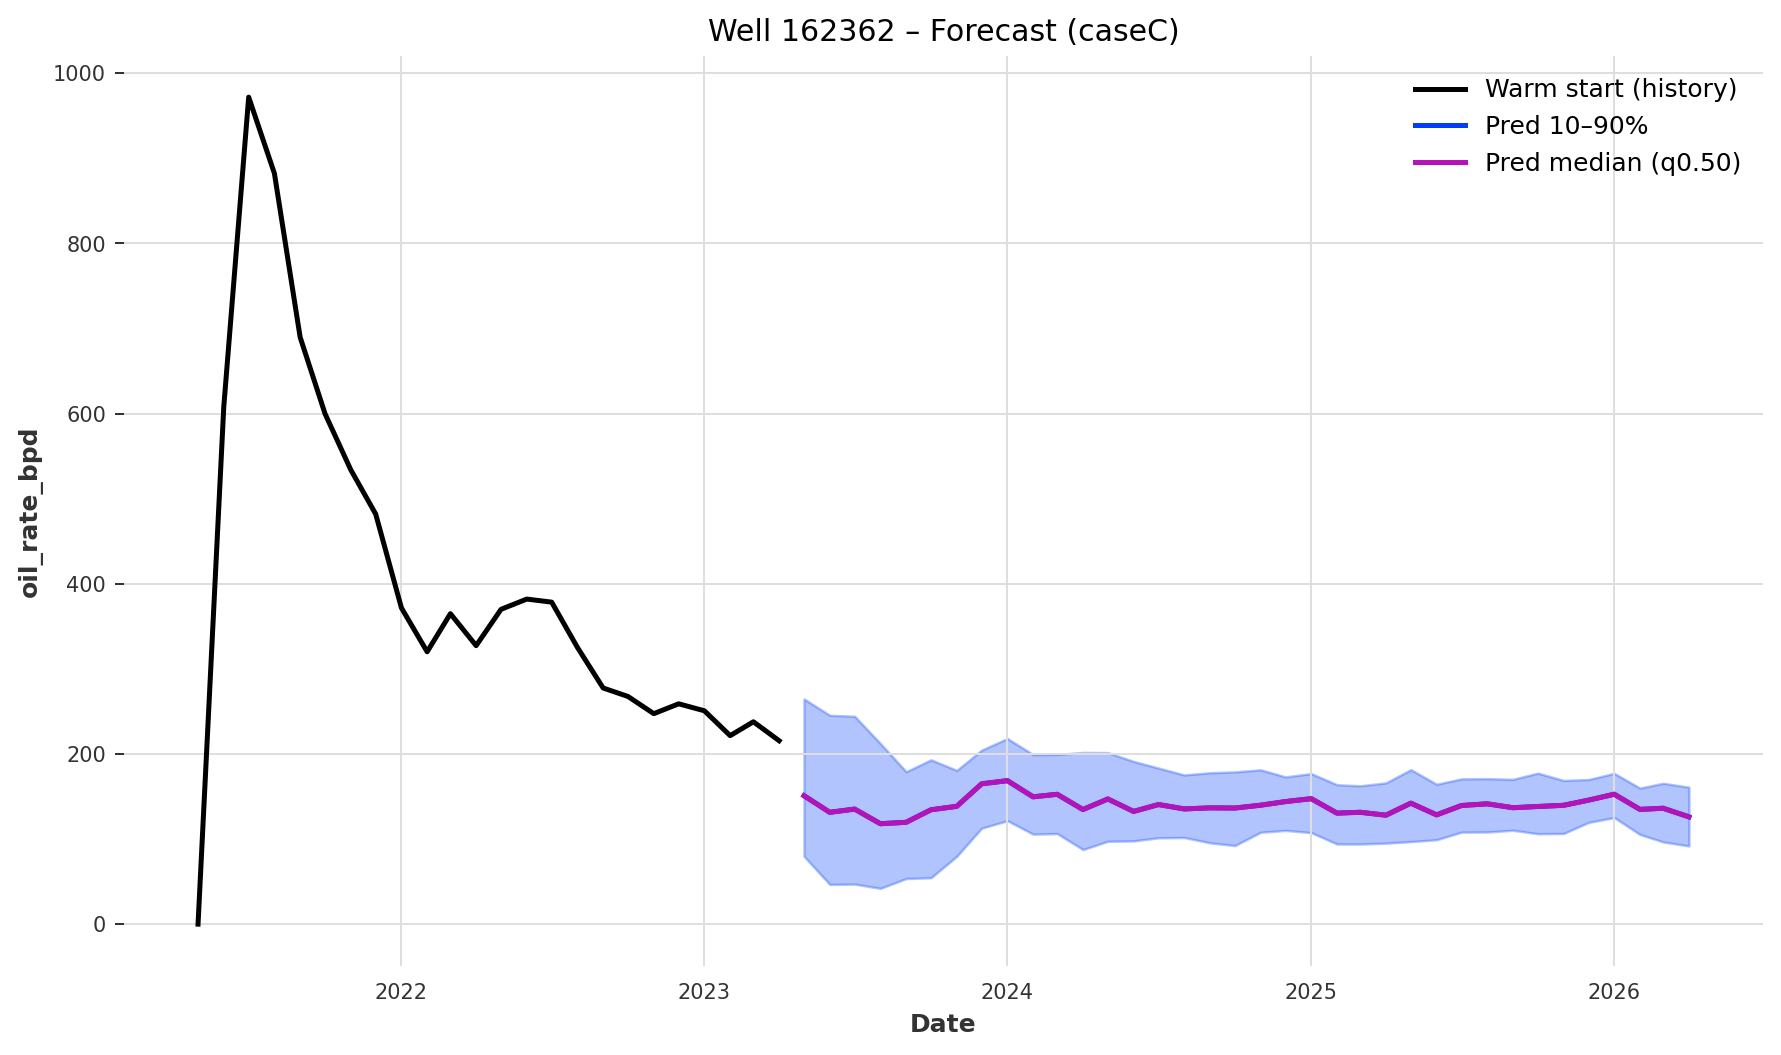 Well 162362 – Forecast (caseC)
Warm start (history)
Pred 10–90%
Pred median (q0.50)
oil_rate_bpd
1000
800
600
400
200
0
2022
2023
2024
2025
2026
Date